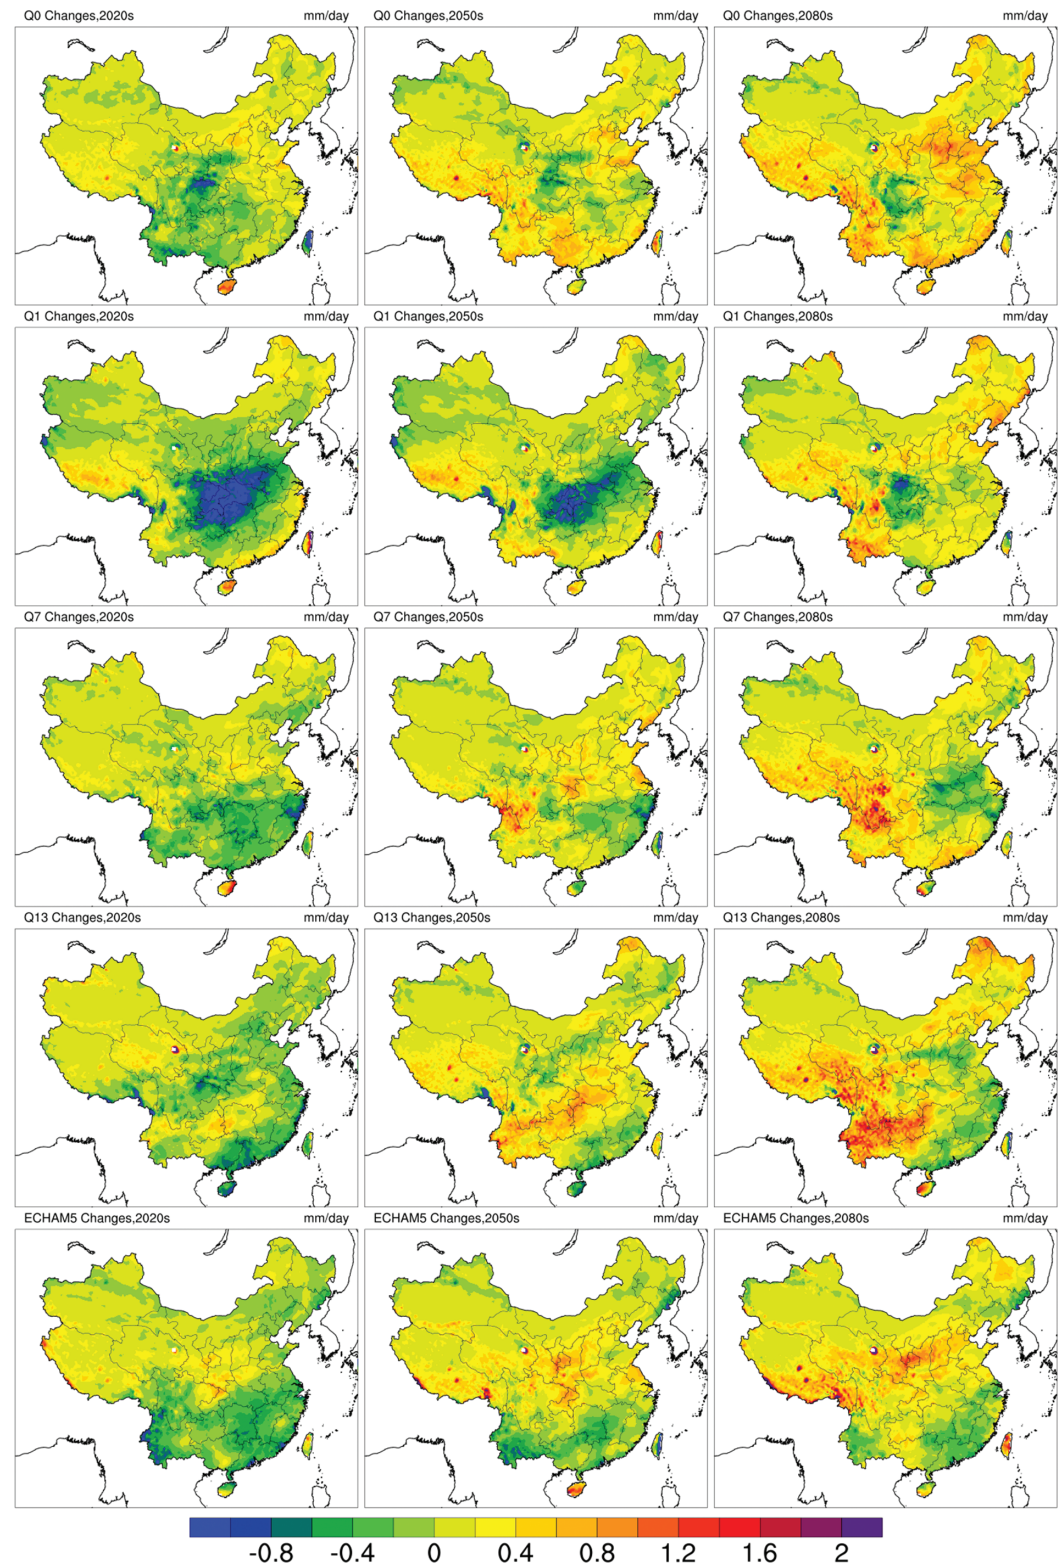 Q0 Changes,2020s mm/day Q0 Changes,2050s mm/day Q0 Changes,2080s mm/day
Q1 Changes,2020s mm/day Q1 Changes,2050s mm/day Q1 Changes,2080s mm/day
Q7 Changes,2020s mm/day Q7 Changes,2050s mm/day Q7 Changes,2080s mm/day
Q13 Changes,2020s mm/day Q13 Changes,2050s mm/day Q13 Changes,2080s mm/day
ECHAM5 Changes,2020s mm/day ECHAM5 Changes,2050s mm/day ECHAM5 Changes,2080s mm/day
-0.8 -0.4 0 0.4 0.8 1.2 1.6 2